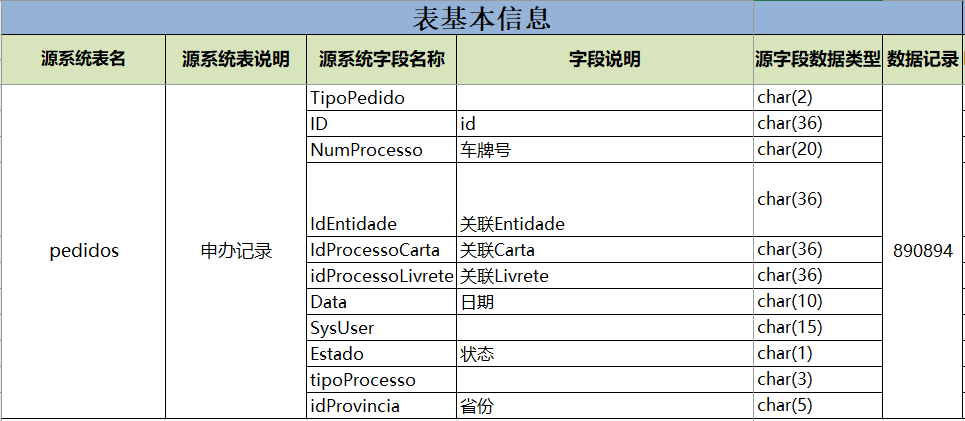 表基本信息
源系统表名 源系统表说明 源系统字段名称 字段说明 源字段数据类型 数据记录
TipoPedido char(2)
ID id char(36)
NumProcesso 车牌号 char(20)
IdEntidade 关联Entidade char(36)
pedidos 申办记录 IdProcessoCarta 关联Carta char(36) 890894
idProcessoLivrete 关联Livrete char(36)
Data 日期 char(10)
SysUser char(15)
Estado 状态 char(1)
tipoProcesso char(3)
idProvincia 省份 char(5)